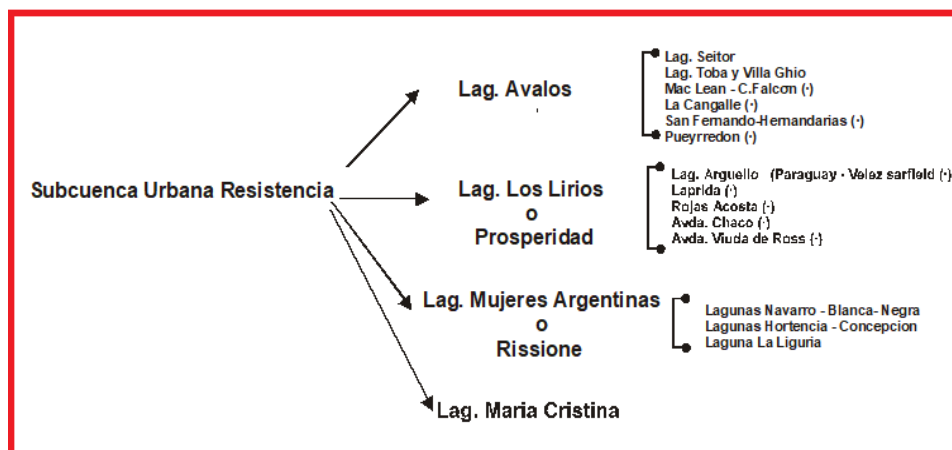 Subcuenca Urbana Resistencia
Lag. Avalos
Lag. Seitor
Lag. Toba y Villa Ghio
Mac Lean - C.Falcon (·)
La Cangalle (·)
San Fernando-Hernandarias (·)
Pueyrredon (·)
Lag. Los Lirios
o
Prosperidad
Lag. Arguello (Paraguay - Velez sarfield (·)
Laprida (·)
Rojas Acosta (·)
Avda. Chaco (·)
Avda. Viuda de Ross (·)
Lag. Mujeres Argentinas
o
Rissione
Lagunas Navarro - Blanca- Negra
Lagunas Hortencia - Concepcion
Laguna La Liguria
Lag. Maria Cristina